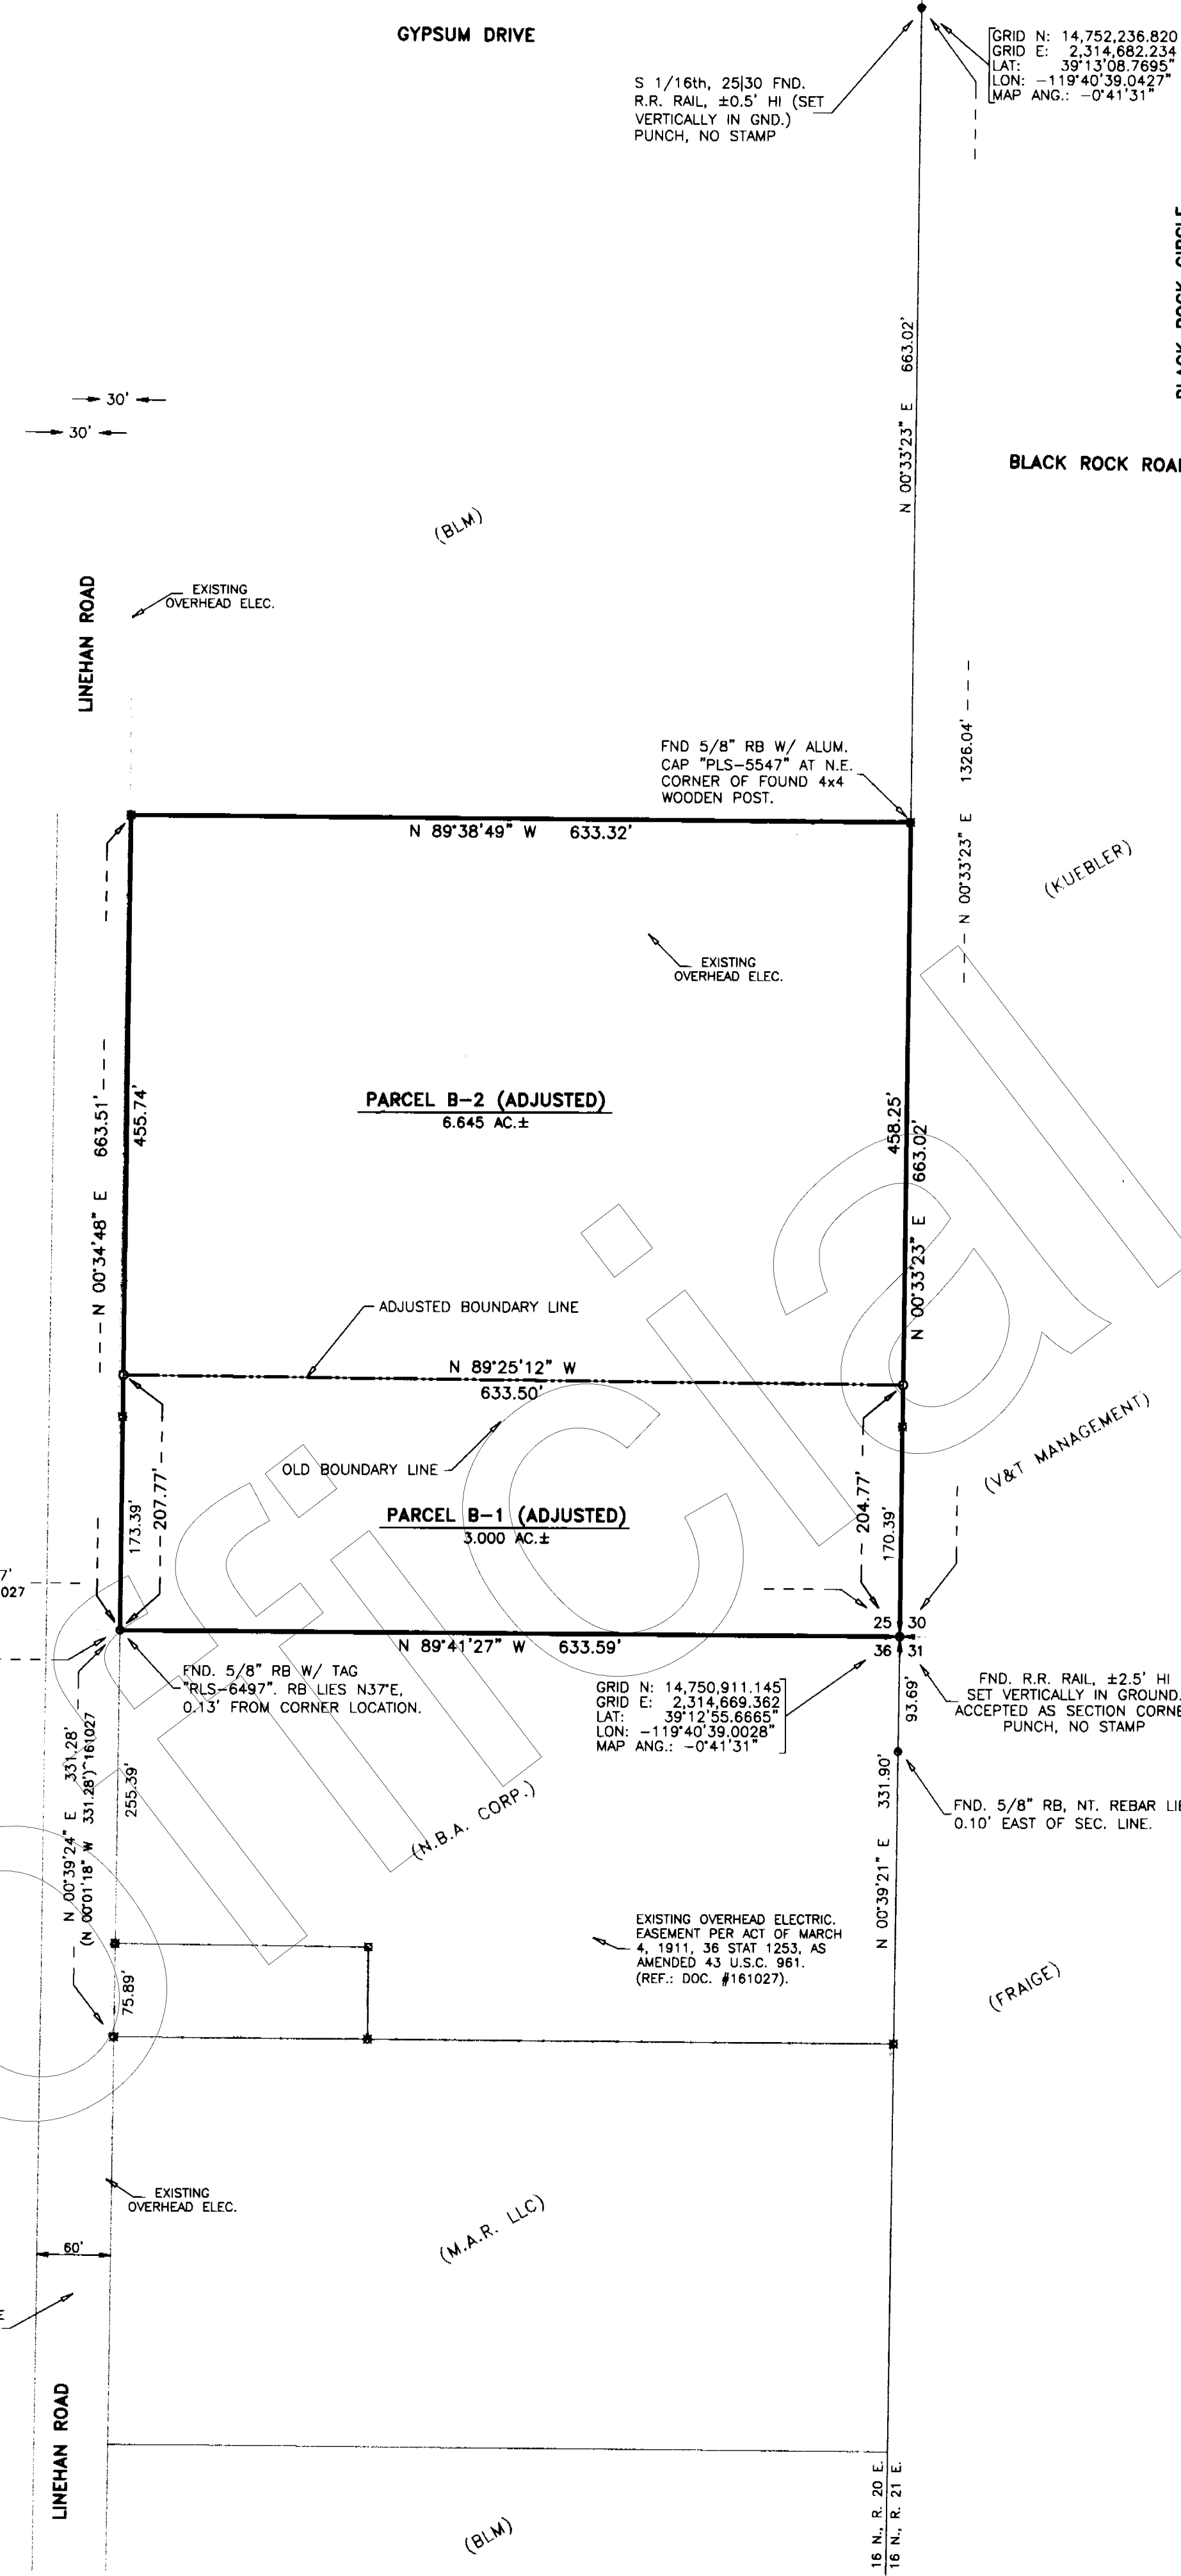 GYPSUM DRIVE
GRID N: 14,752,236.820
GRID E: 2,314,682.234
LAT: 39°13'08.7695"
LON: -119°40'39.0427"
MAP ANG.: -0°41'31"
S 1/16th, 25|30 FND.
R.R. RAIL, ±0.5' HI (SET
VERTICALLY IN GND.)
PUNCH, NO STAMP
N 00°33'23" E 663.02'
30'
30'
BLACK ROCK CIRCLE
BLACK ROCK ROAD
(BLM)
LINEHAN ROAD
EXISTING
OVERHEAD ELEC.
N 00°33'23" E 1326.04'
FND 5/8" RB W/ ALUM.
CAP "PLS-5547" AT N.E.
CORNER OF FOUND 4x4
WOODEN POST.
N 89°38'49" W 633.32'
(KUEBLER)
EXISTING
OVERHEAD ELEC.
N 00°34'48" E 663.51'
455.74'
PARCEL B-2 (ADJUSTED)
6.645 AC.±
458.25'
N 00°33'23" E 663.02'
ADJUSTED BOUNDARY LINE
N 89°25'12" W
633.50'
OLD BOUNDARY LINE
173.39'
207.77'
204.77'
170.39'
(V&T MANAGEMENT)
PARCEL B-1 (ADJUSTED)
3.000 AC.±
7'
027
25 30
36 31
N 89°41'27" W 633.59'
FND. 5/8" RB W/ TAG
"RLS-6497". RB LIES N37°E,
0.13' FROM CORNER LOCATION.
GRID N: 14,750,911.145
GRID E: 2,314,669.362
LAT: 39°12'55.6665"
LON: -119°40'39.0028"
MAP ANG.: -0°41'31"
FND. R.R. RAIL, ±2.5' HI
SET VERTICALLY IN GROUND.
ACCEPTED AS SECTION CORNE
PUNCH, NO STAMP
93.69'
N 00°39'24" E 331.28'
(N 00°01'18" W 331.28')~161027
255.39'
N 00°39'21" E 331.90'
FND. 5/8" RB, NT. REBAR LIE
0.10' EAST OF SEC. LINE.
(N.B.A. CORP.)
EXISTING OVERHEAD ELECTRIC.
EASEMENT PER ACT OF MARCH
4, 1911, 36 STAT 1253, AS
AMENDED 43 U.S.C. 961.
(REF.: DOC. #161027).
75.89'
(FRAIGE)
EXISTING
OVERHEAD ELEC.
(M.A.R. LLC)
60'
E
LINEHAN ROAD
(BLM)
16 N., R. 20 E.
16 N., R. 21 E.
official